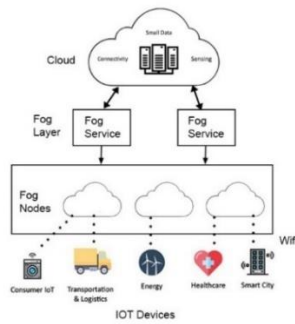 Small Data
Cloud
Connectivity
Sensing
Fog
Layer
Fog
Service
Fog
Service
Fog
Nodes
Wif
Consumer IoT
Transportation
& Logistics
Energy
Healthcare
Smart City
IOT Devices